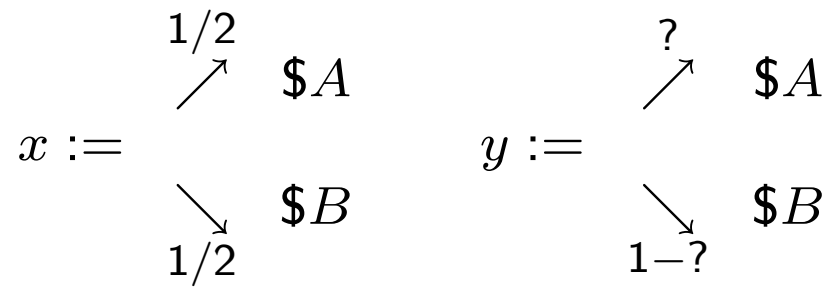 1/2 ?
$A $A
x := y :=
$B $B
1/2 1−?